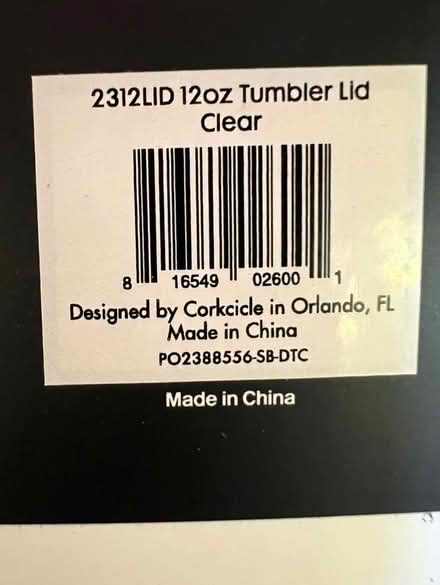 2312LID 12oz Tumbler Lid
Clear
8 16549 02600 1
Designed by Corkcicle in Orlando, FL
Made in China
PO2388556-SB-DTC
Made in China